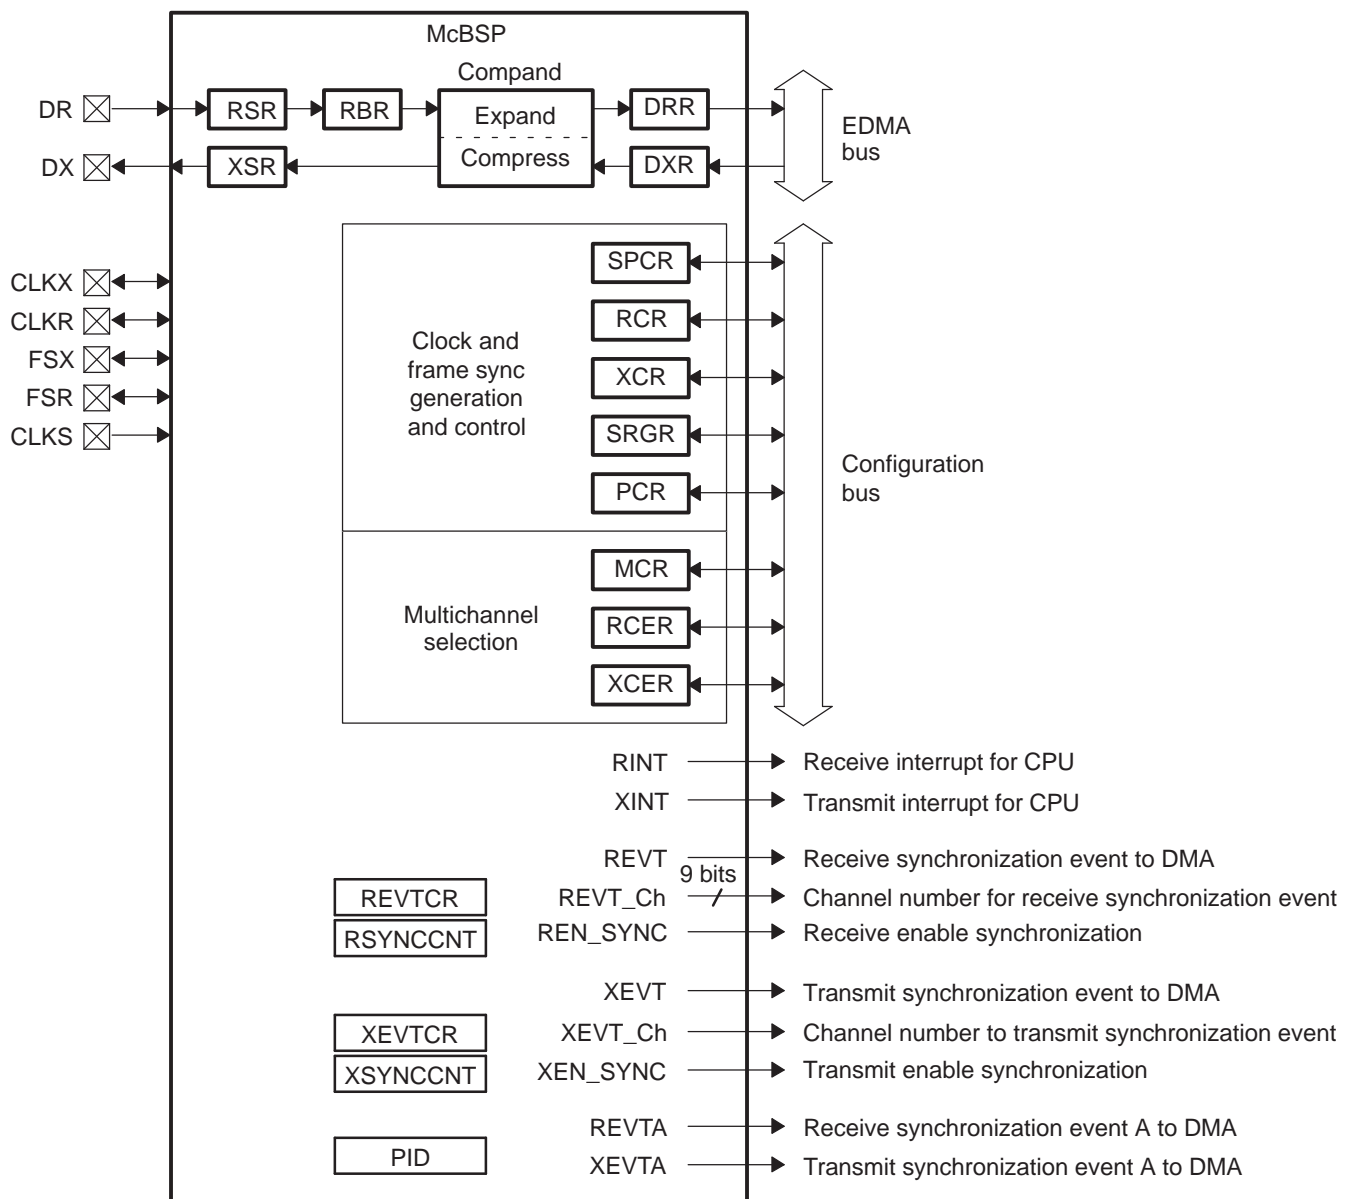 McBSP
Compand
DR
RSR
RBR
Expand
DRR
EDMA
bus
DX
XSR
Compress
DXR
CLKX
CLKR
FSX
FSR
CLKS
Clock and
frame sync
generation
and control
SPCR
RCR
XCR
SRGR
PCR
Configuration
bus
Multichannel
selection
MCR
RCER
XCER
RINT Receive interrupt for CPU
XINT Transmit interrupt for CPU
REVT Receive synchronization event to DMA
9 bits
REVTCR REVT_Ch Channel number for receive synchronization event
RSYNCCNT REN_SYNC Receive enable synchronization
XEVT Transmit synchronization event to DMA
XEVTCR XEVT_Ch Channel number to transmit synchronization event
XSYNCCNT XEN_SYNC Transmit enable synchronization
REVTA Receive synchronization event A to DMA
PID
XEVTA Transmit synchronization event A to DMA